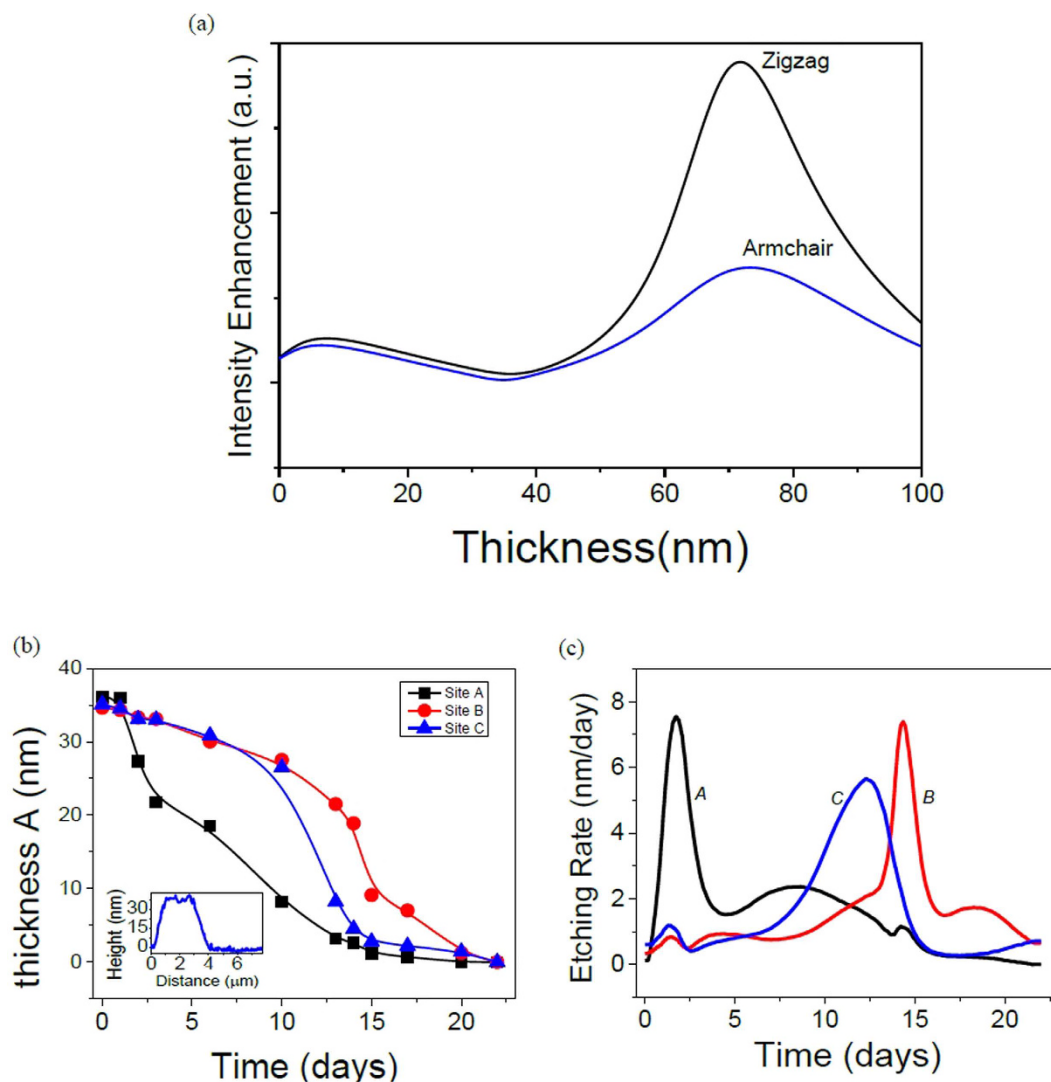 (a)
Zigzag
Armchair
Intensity Enhancement (a.u.)
0 20 40 60 80 100
Thickness(nm)
(b)
40
30
20
10
0
thickness A (nm)
Site A
Site B
Site C
30
15
0
Height (nm)
0 2 4 6
Distance (μm)
0 5 10 15 20
Time (days)
(c)
8
6
4
2
0
Etching Rate (nm/day)
A
C
B
0 5 10 15 20
Time (days)